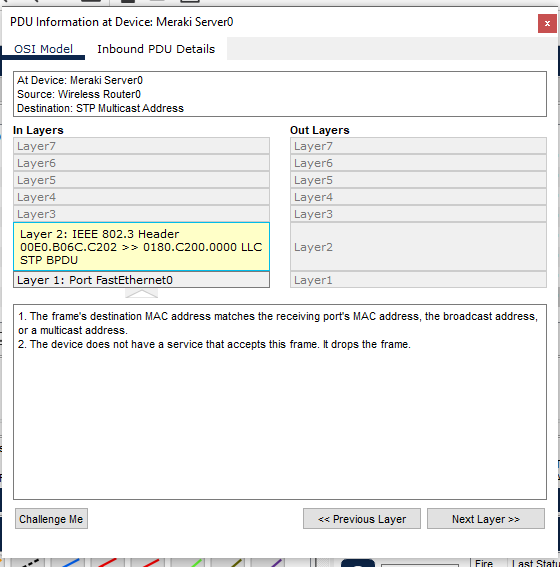 PDU Information at Device: Meraki Server0
x
OSI Model
Inbound PDU Details
At Device: Meraki Server0
Source: Wireless Router0
Destination: STP Multicast Address
In Layers
Out Layers
Layer7
Layer7
Layer6
Layer6
Layer5
Layer5
Layer4
Layer4
Layer3
Layer3
Layer 2: IEEE 802.3 Header
00E0.B06C.C202 >> 0180.C200.0000 LLC
STP BPDU
Layer2
Layer 1: Port FastEthernet0
Layer1
1. The frame's destination MAC address matches the receiving port's MAC address, the broadcast address,
or a multicast address.
2. The device does not have a service that accepts this frame. It drops the frame.
Challenge Me
<< Previous Layer
Next Layer >>
Fire
Last Statu